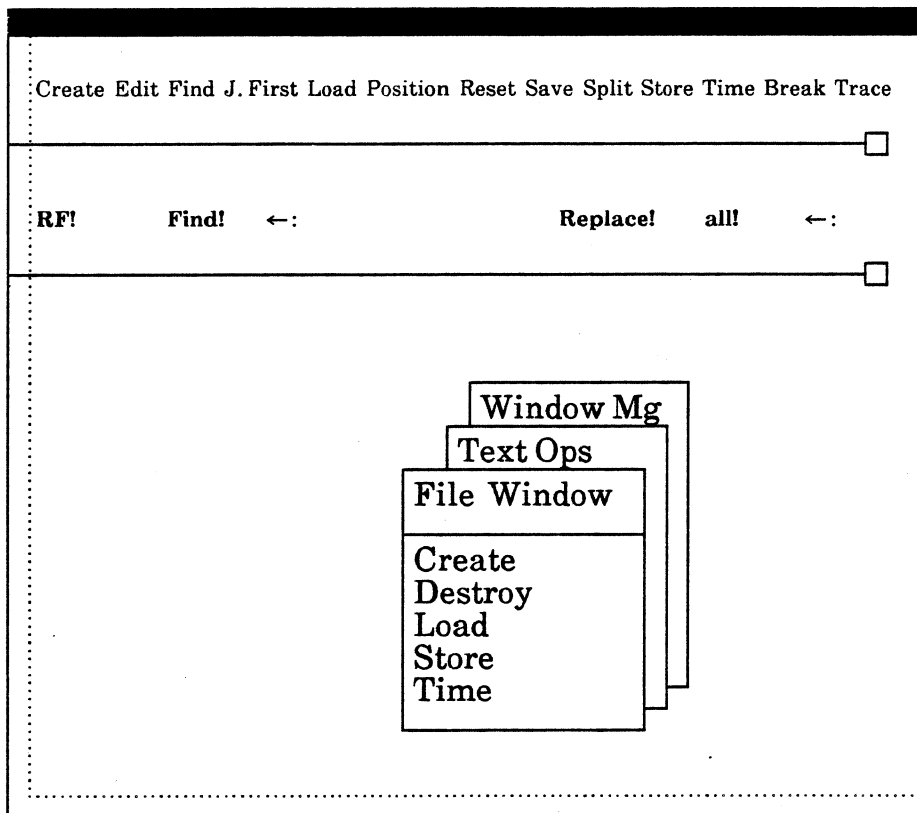 Create Edit Find J. First Load Position Reset Save Split Store Time Break Trace
RF! Find! ←: Replace! all! ←:
Window Mg
Text Ops
File Window
Create
Destroy
Load
Store
Time